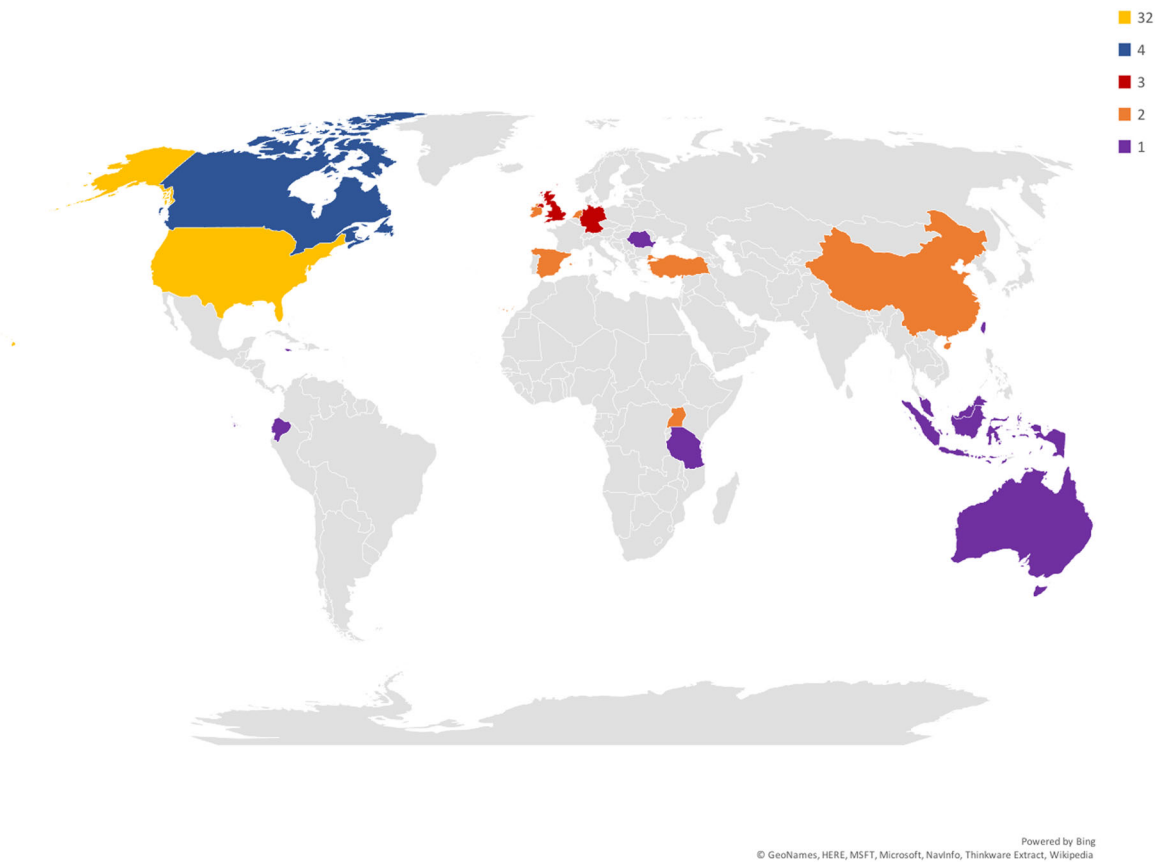 32
4
3
2
1
Powered by Bing
© GeoNames, HERE, MSFT, Microsoft, NavInfo, Thinkware Extract, Wikipedia